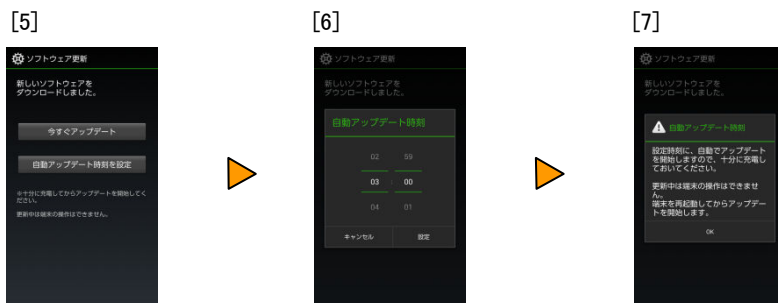 [5]
ソフトウェア更新
新しいソフトウェアを
ダウンロードしました。
今すぐアップデート
自動アップデート時刻を設定
※十分に充電してからアップデートを開始してく
ださい。
更新中は端末の操作はできません。
[6]
ソフトウェア更新
新しいソフトウェアを
ダウンロードしました。
自動アップデート時刻
02 59
03 : 00
04 01
キャンセル 設定
[7]
ソフトウェア更新
新しいソフトウェアを
ダウンロードしました。
自動アップデート時刻
設定時刻に、自動でアップデート
を開始しますので、十分に充電し
ておいてください。
更新中は端末の操作はできませ
ん。
端末を再起動してからアップデー
トを開始します。
OK